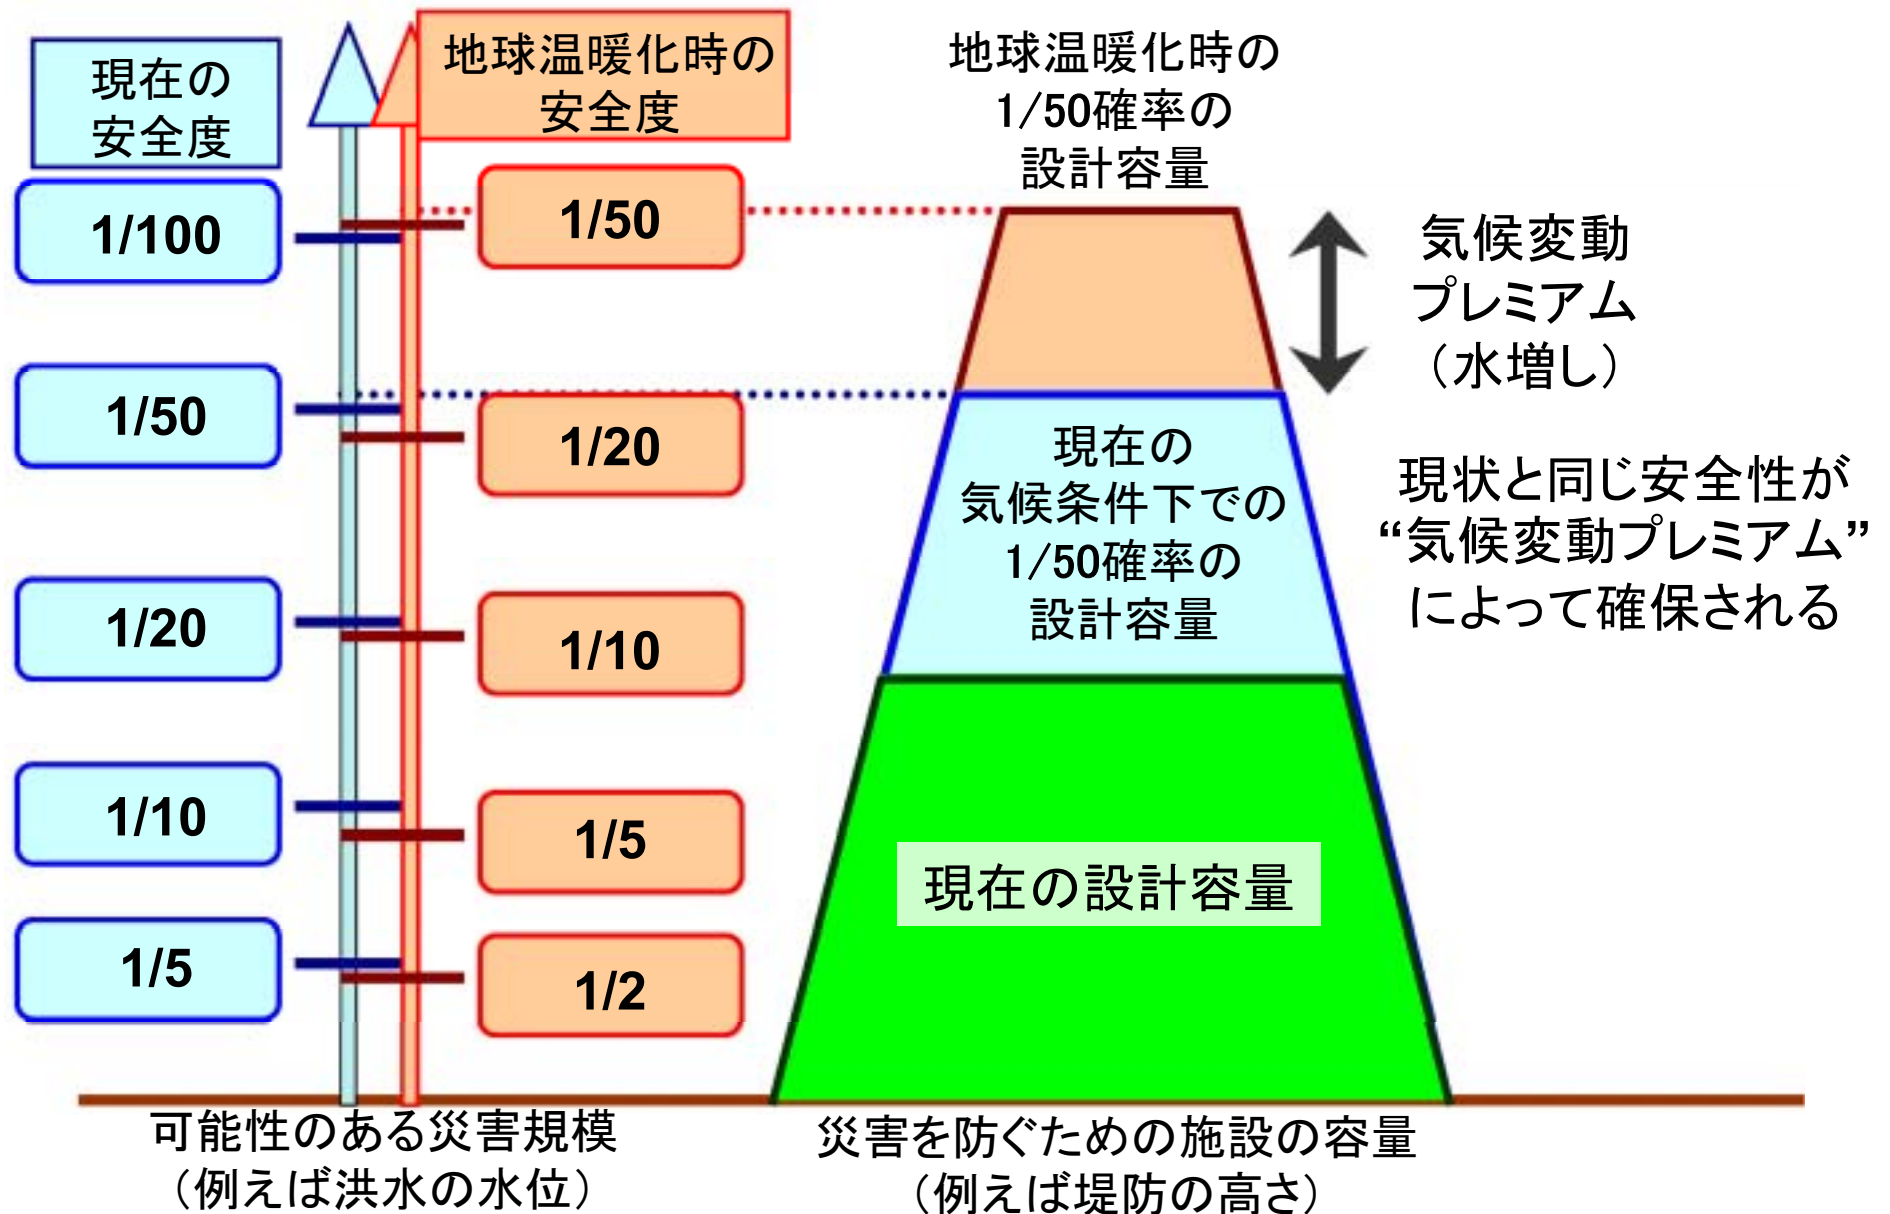 現在の
安全度
地球温暖化時の
安全度
地球温暖化時の
1/50確率の
設計容量
1/100
1/50
1/50
1/20
1/20
1/10
1/10
1/5
1/5
1/2
気候変動
プレミアム
（水増し）
現在の
気候条件下での
1/50確率の
設計容量
現状と同じ安全性が
“気候変動プレミアム”
によって確保される
現在の設計容量
可能性のある災害規模
（例えば洪水の水位）
災害を防ぐための施設の容量
（例えば堤防の高さ）